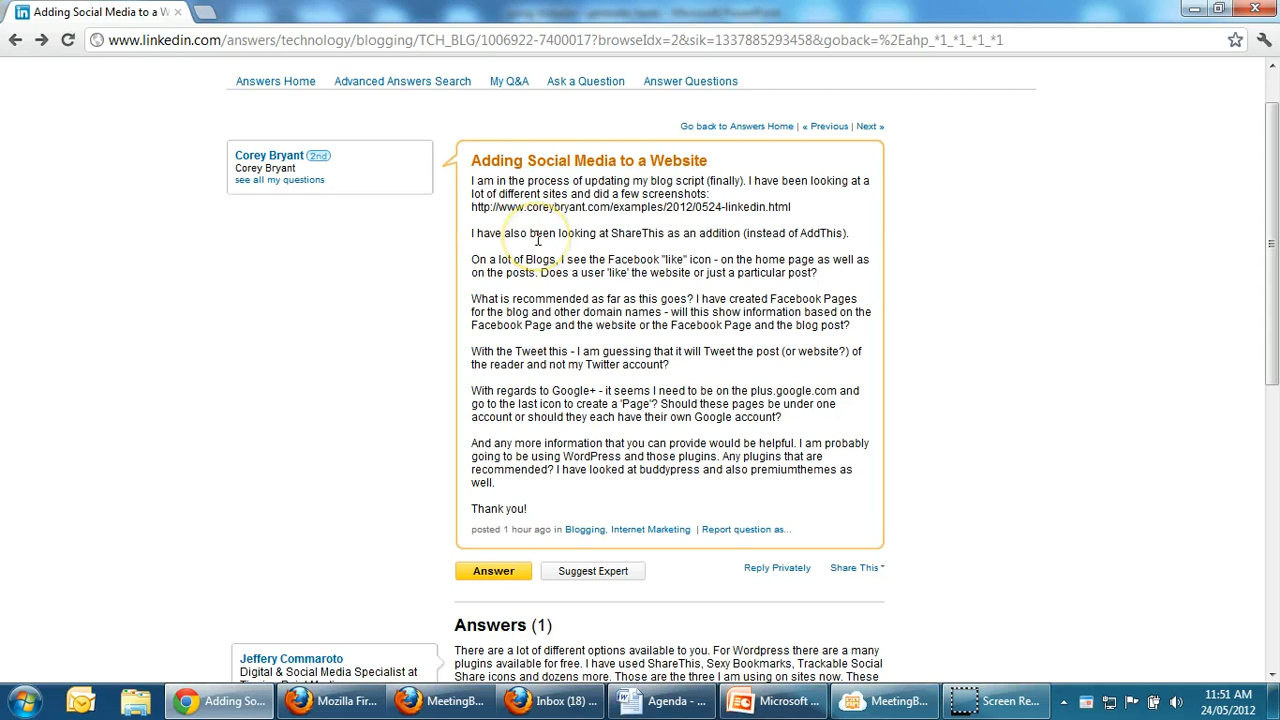 Adding Social Media to a W
www.linkedin.com/answers/technology/blogging/TCH_BLG/1006922-7400017?browseIdx=2&sik=1337885293458&goback=%2Eahp_*1_*1_*1_*1
Answers Home Advanced Answers Search My Q&A Ask a Question Answer Questions
Go back to Answers Home | « Previous | Next »
Corey Bryant 2nd
Corey Bryant
see all my questions
Adding Social Media to a Website
I am in the process of updating my blog script (finally). I have been looking at a
lot of different sites and did a few screenshots:
http://www.coreybryant.com/examples/2012/0524-linkedin.html
I have also been looking at ShareThis as an addition (instead of AddThis).
On a lot of Blogs, I see the Facebook "like" icon - on the home page as well as
on the posts. Does a user 'like' the website or just a particular post?
What is recommended as far as this goes? I have created Facebook Pages
for the blog and other domain names - will this show information based on the
Facebook Page and the website or the Facebook Page and the blog post?
With the Tweet this - I am guessing that it will Tweet the post (or website?) of
the reader and not my Twitter account?
With regards to Google+ - it seems I need to be on the plus.google.com and
go to the last icon to create a 'Page'? Should these pages be under one
account or should they each have their own Google account?
And any more information that you can provide would be helpful. I am probably
going to be using WordPress and those plugins. Any plugins that are
recommended? I have looked at buddypress and also premiumthemes as
well.
Thank you!
posted 1 hour ago in Blogging, Internet Marketing | Report question as...
Answer Suggest Expert Reply Privately Share This
Answers (1)
Jeffery Commaroto
Digital & Social Media Specialist at
There are a lot of different options available to you. For Wordpress there are a many
plugins available for free. I have used ShareThis, Sexy Bookmarks, Trackable Social
Share icons and dozens more. Those are the three I am using on sites now. These
Adding So... Mozilla Fir... MeetingB... Inbox (18) ... Agenda - ... Microsoft ... MeetingB... Screen Re...
11:51 AM
24/05/2012